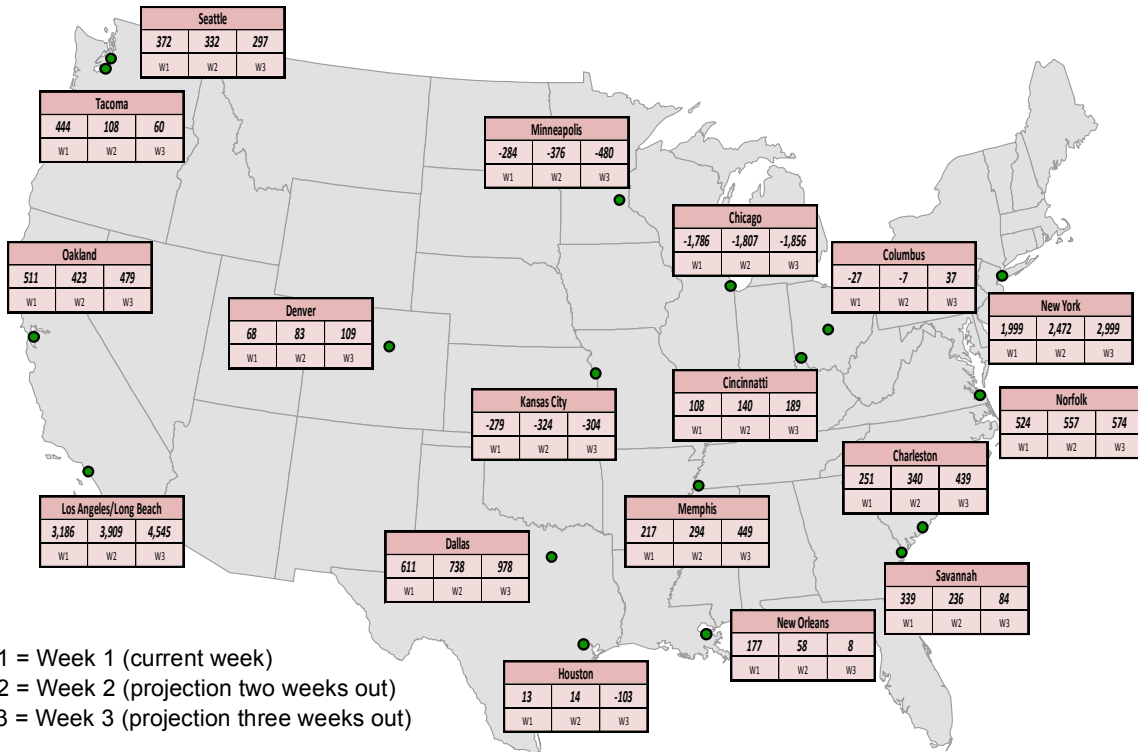 Seattle
372 332 297
W1 W2 W3
Tacoma
444 108 60
W1 W2 W3
Minneapolis
-284 -376 -480
W1 W2 W3
Chicago
-1,786 -1,807 -1,856
W1 W2 W3
Oakland
511 423 479
W1 W2 W3
Columbus
-27 -7 37
W1 W2 W3
Denver
68 83 109
W1 W2 W3
New York
1,999 2,472 2,999
W1 W2 W3
Cincinnatti
108 140 189
W1 W2 W3
Kansas City
-279 -324 -304
W1 W2 W3
Norfolk
524 557 574
W1 W2 W3
Charleston
251 340 439
W1 W2 W3
Los Angeles/Long Beach
3,186 3,909 4,545
W1 W2 W3
Memphis
217 294 449
W1 W2 W3
Dallas
611 738 978
W1 W2 W3
Savannah
339 236 84
W1 W2 W3
New Orleans
177 58 8
W1 W2 W3
Houston
13 14 -103
W1 W2 W3
1 = Week 1 (current week)
2 = Week 2 (projection two weeks out)
3 = Week 3 (projection three weeks out)